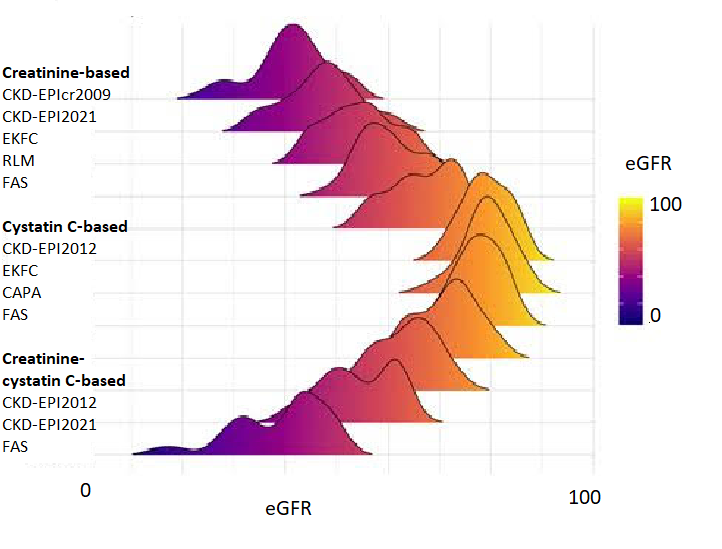 Creatinine-based
CKD-EPIcr2009
CKD-EPI2021
EKFC
RLM
FAS
Cystatin C-based
CKD-EPI2012
EKFC
CAPA
FAS
Creatinine-
cystatin C-based
CKD-EPI2012
CKD-EPI2021
FAS
0
eGFR
100
eGFR
100
0